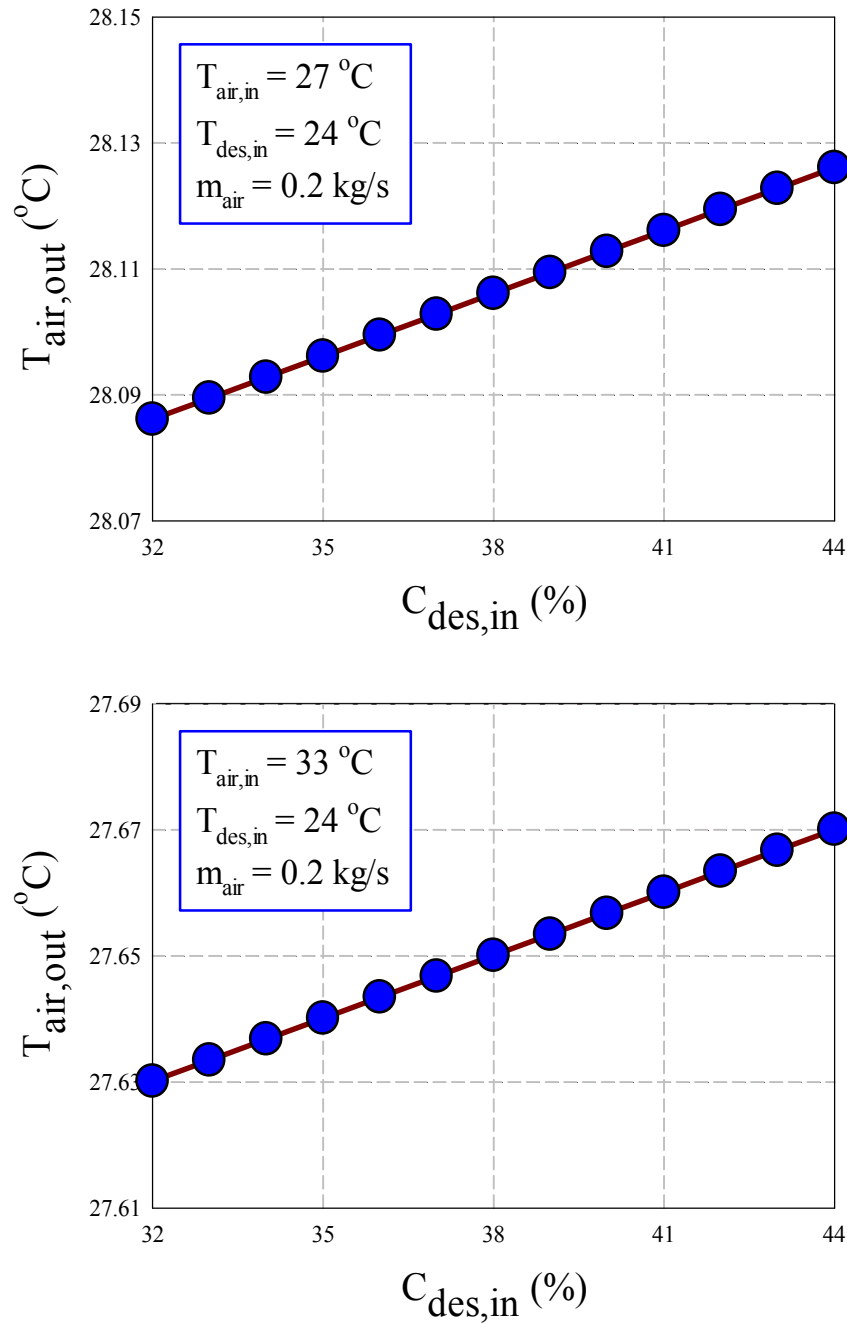 28.15
T_air,in = 27 °C
T_des,in = 24 °C
m_air = 0.2 kg/s
28.13
28.11
28.09
28.07
T_air,out (°C)
32 35 38 41 44
C_des,in (%)
27.69
T_air,in = 33 °C
T_des,in = 24 °C
m_air = 0.2 kg/s
27.67
27.65
27.63
27.61
T_air,out (°C)
32 35 38 41 44
C_des,in (%)